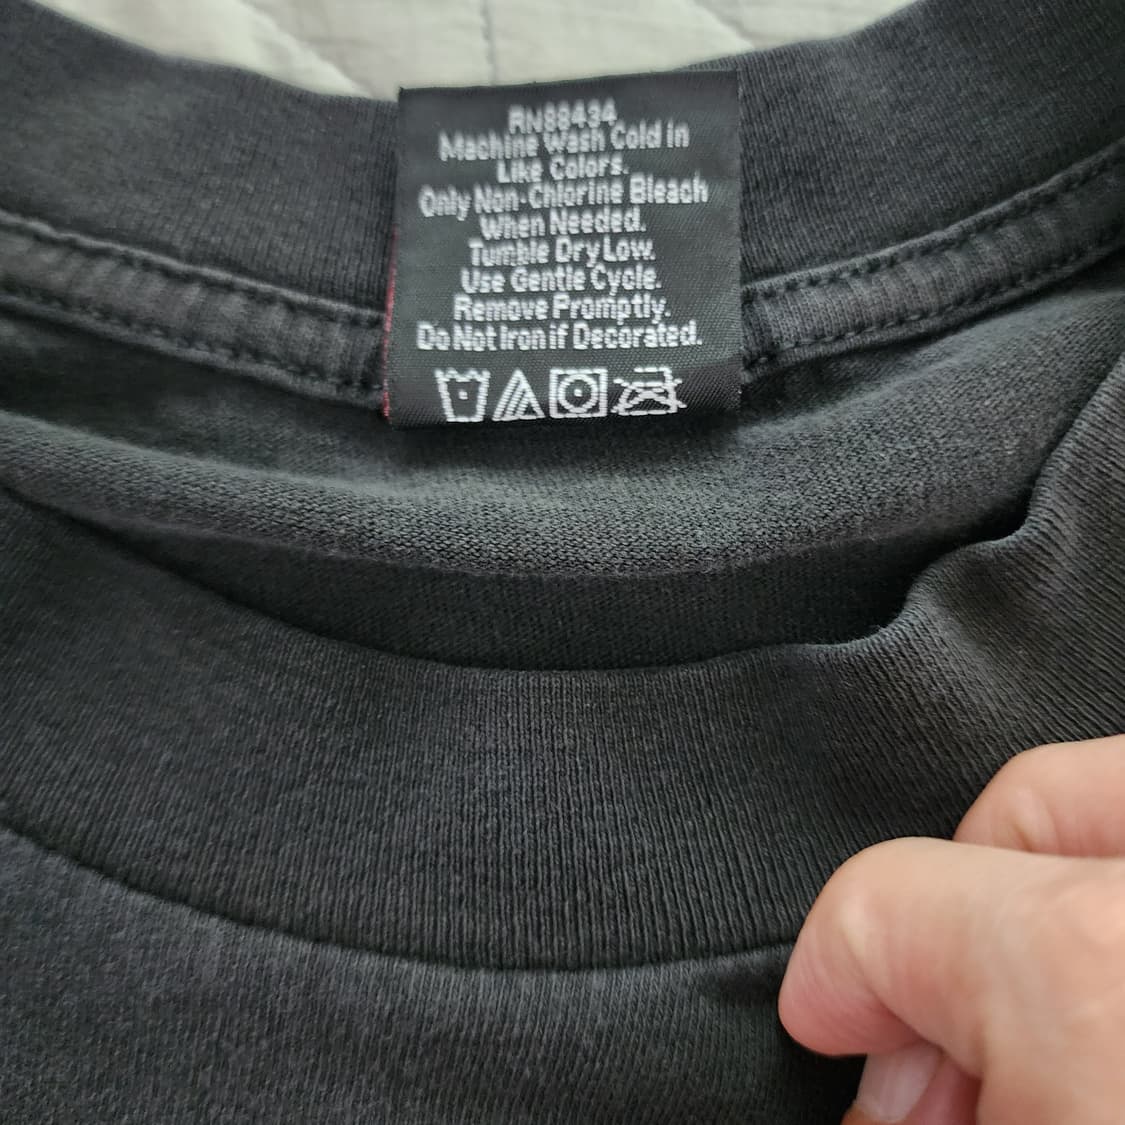 RN88434
Machine Wash Cold in
Like Colors.
Only Non-Chlorine Bleach
When Needed.
Tumble Dry Low.
Use Gentle Cycle.
Remove Promptly.
Do Not Iron if Decorated.